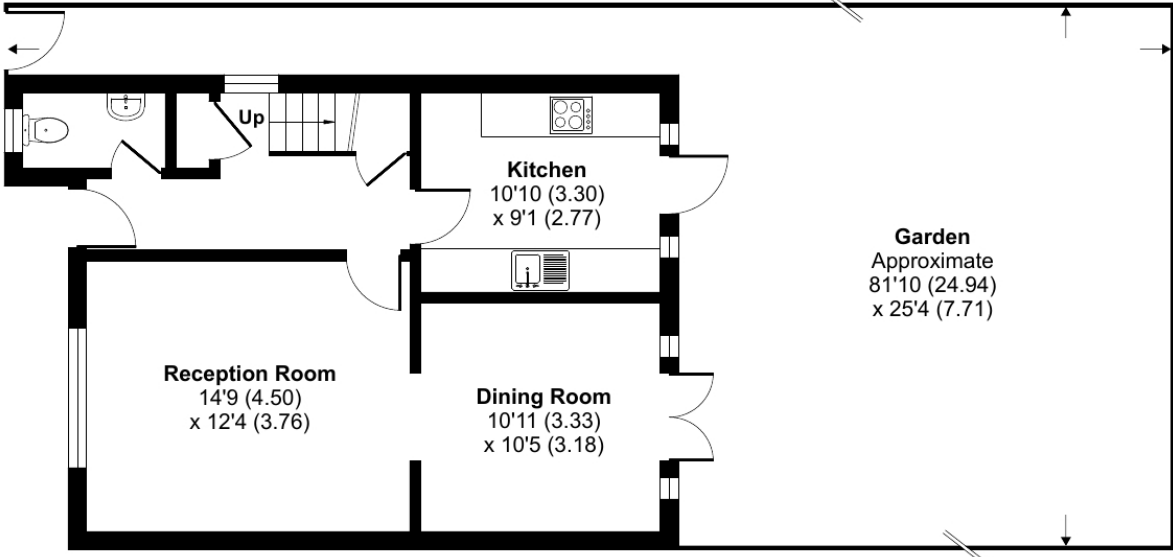 Up
Kitchen
10'10 (3.30)
x 9'1 (2.77)
Garden
Approximate
81'10 (24.94)
x 25'4 (7.71)
Reception Room
14'9 (4.50)
x 12'4 (3.76)
Dining Room
10'11 (3.33)
x 10'5 (3.18)